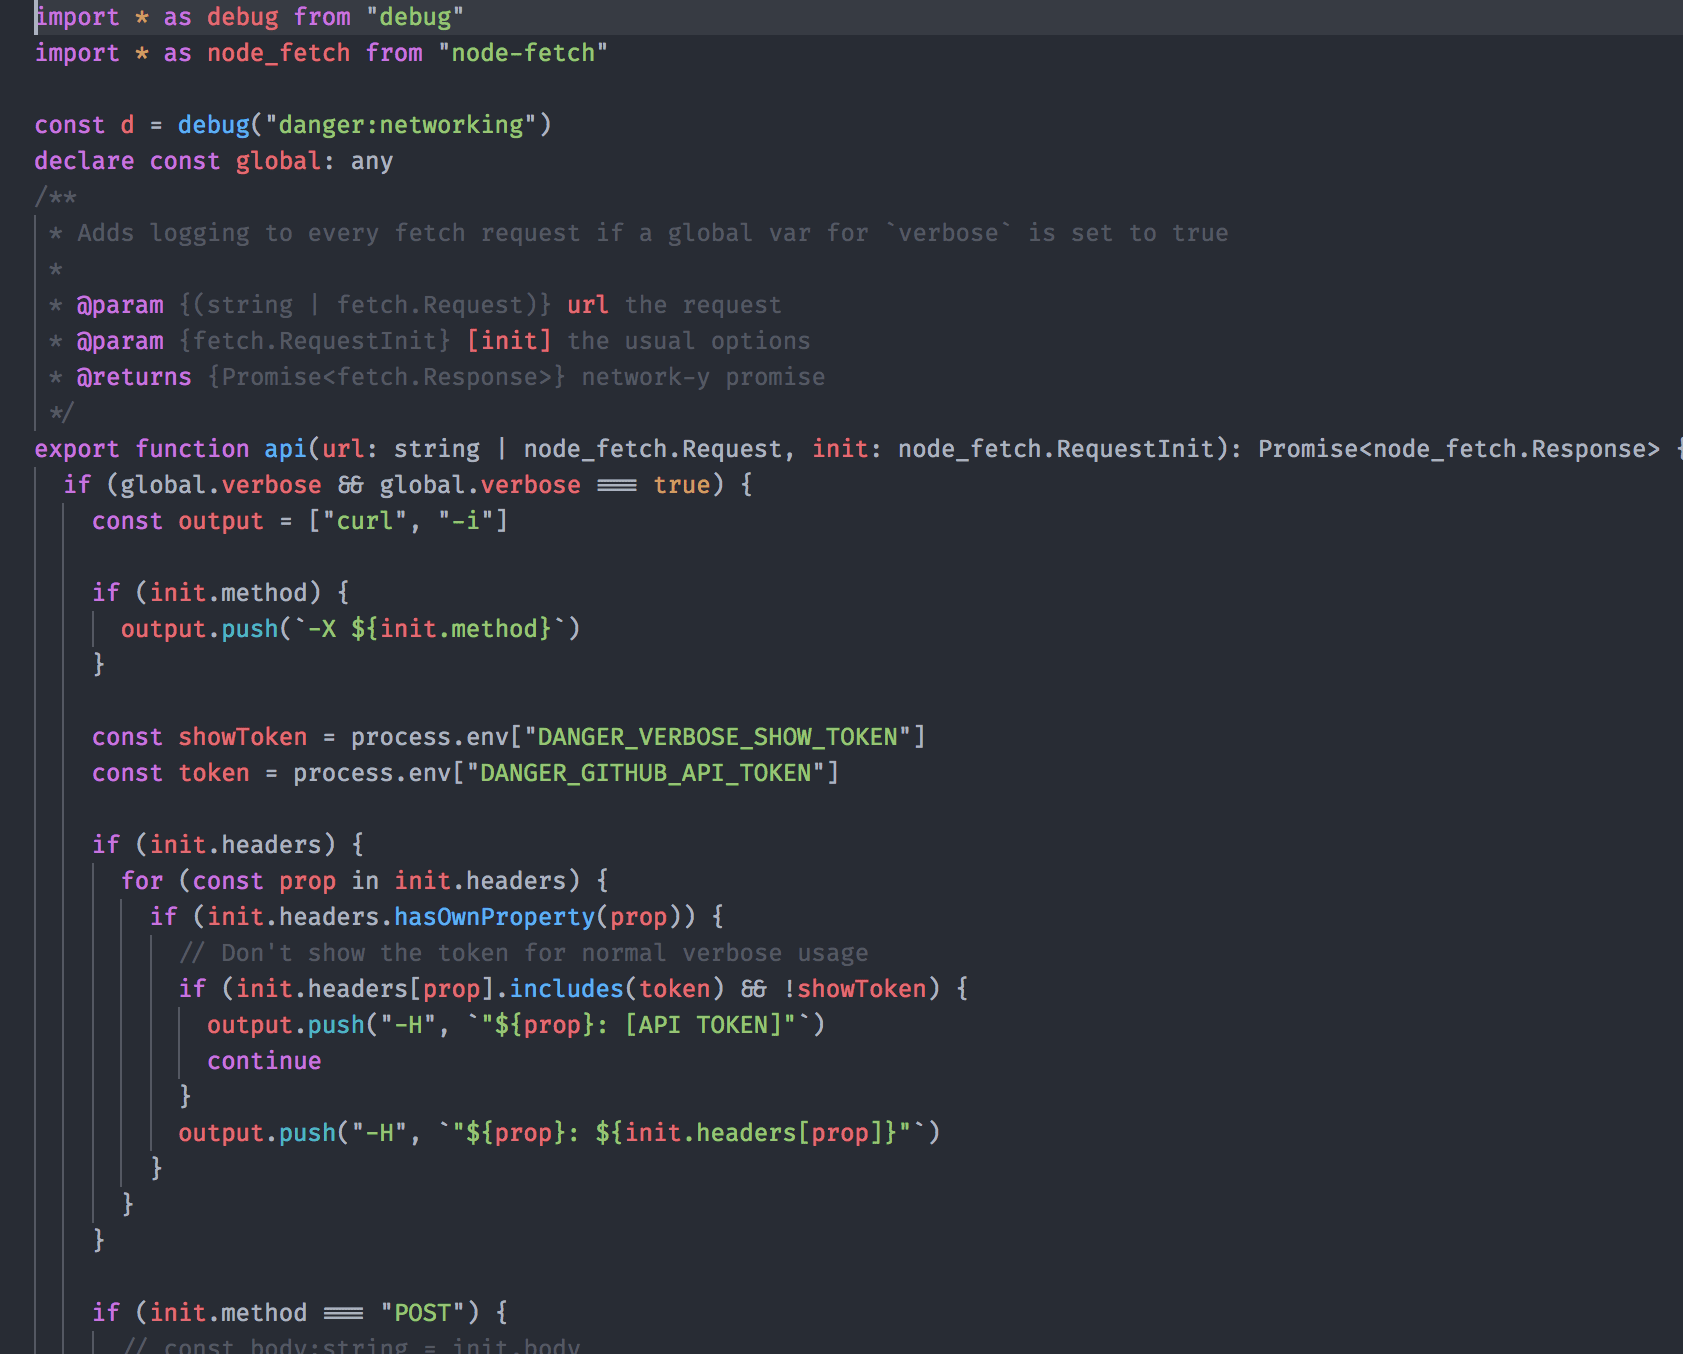 import * as debug from "debug"
import * as node_fetch from "node-fetch"

const d = debug("danger:networking")
declare const global: any
/**
 * Adds logging to every fetch request if a global var for `verbose` is set to true
 *
 * @param {(string | fetch.Request)} url the request
 * @param {fetch.RequestInit} [init] the usual options
 * @returns {Promise<fetch.Response>} network-y promise
 */
export function api(url: string | node_fetch.Request, init: node_fetch.RequestInit): Promise<node_fetch.Response> {
  if (global.verbose && global.verbose === true) {
    const output = ["curl", "-i"]

    if (init.method) {
      output.push(`-X ${init.method}`)
    }

    const showToken = process.env["DANGER_VERBOSE_SHOW_TOKEN"]
    const token = process.env["DANGER_GITHUB_API_TOKEN"]

    if (init.headers) {
      for (const prop in init.headers) {
        if (init.headers.hasOwnProperty(prop)) {
          // Don't show the token for normal verbose usage
          if (init.headers[prop].includes(token) && !showToken) {
            output.push("-H", `"${prop}: [API TOKEN]"`)
            continue
          }
          output.push("-H", `"${prop}: ${init.headers[prop]}"`)
        }
      }
    }

    if (init.method === "POST") {
      // const body:string = init.body